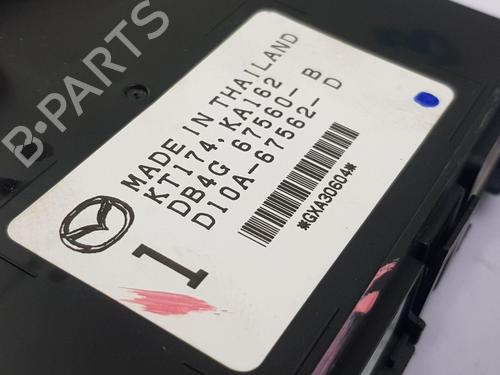 B-PARTS
MADE IN THAILAND
KT174, KA162
DB4G 67560- B
D10A-67562- D
1
*GXA30604*